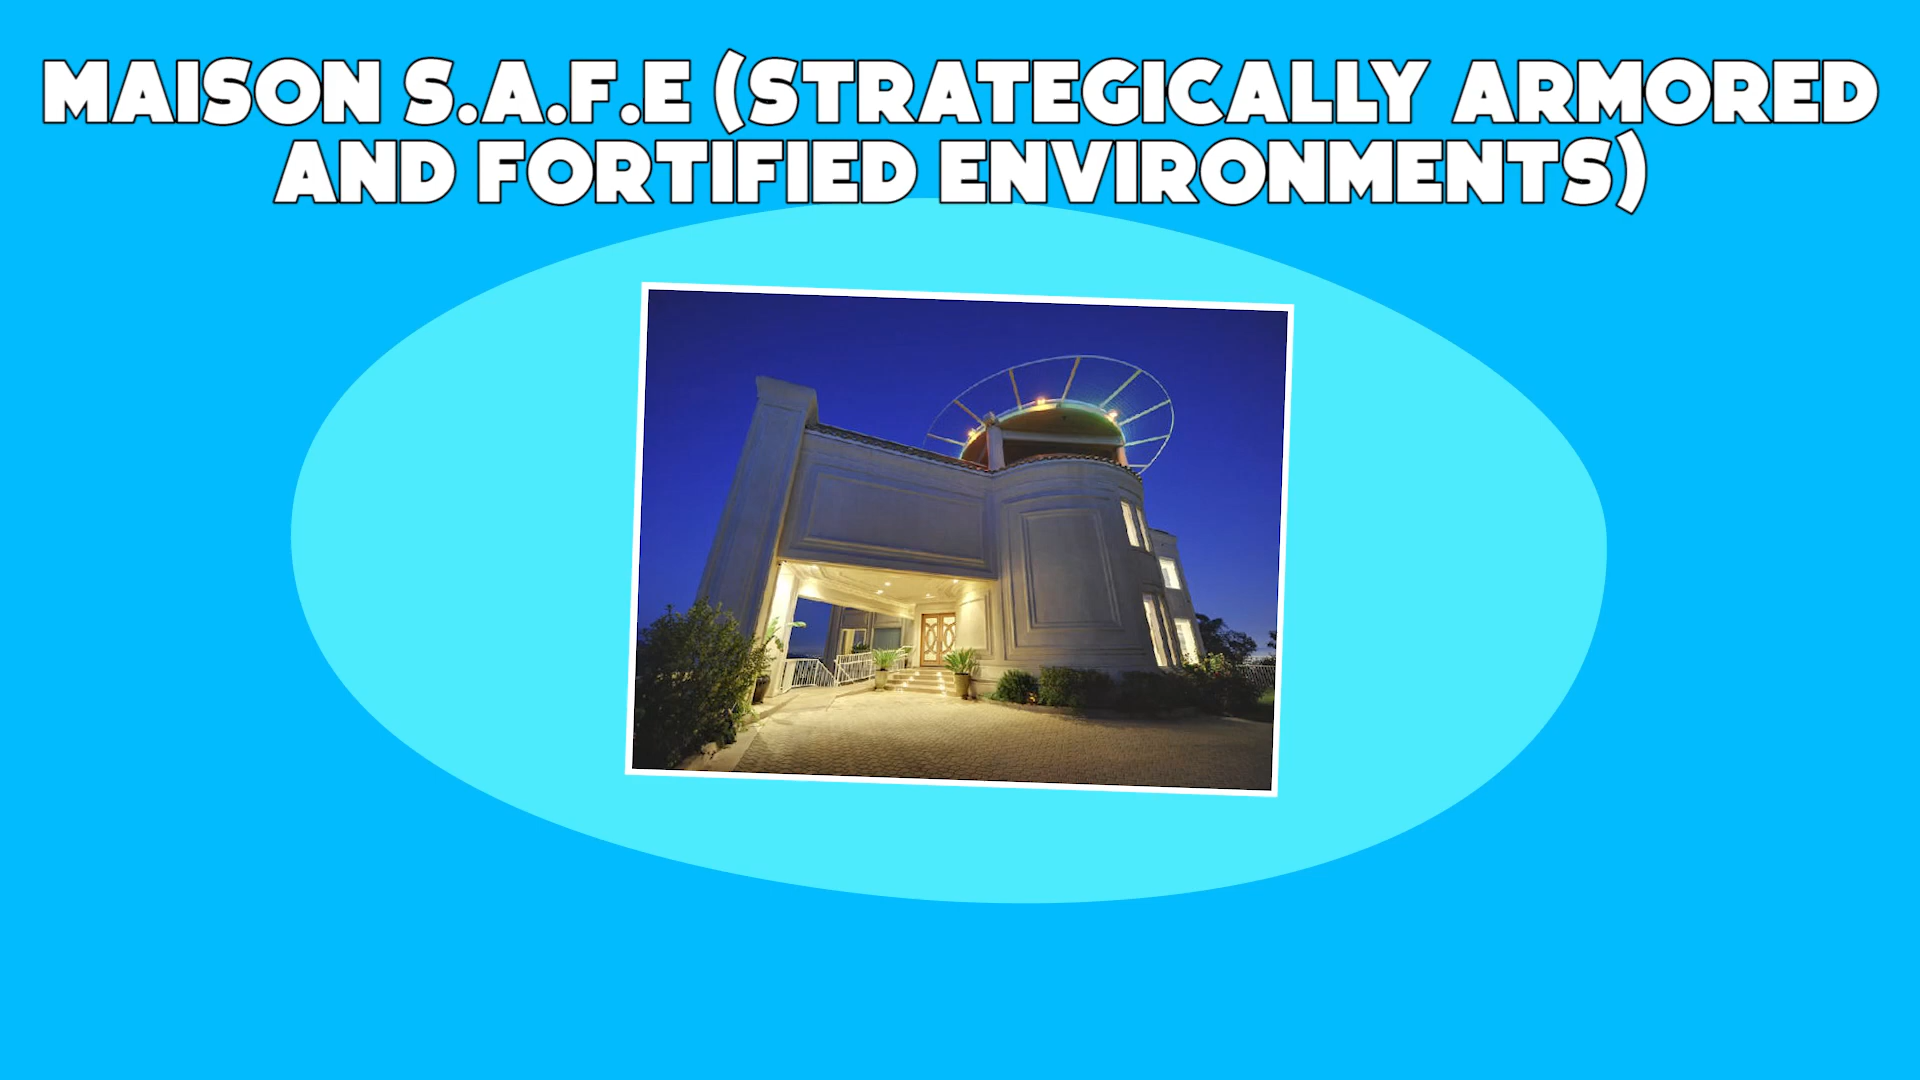 MAISON S.A.F.E (STRATEGICALLY ARMORED
AND FORTIFIED ENVIRONMENTS)